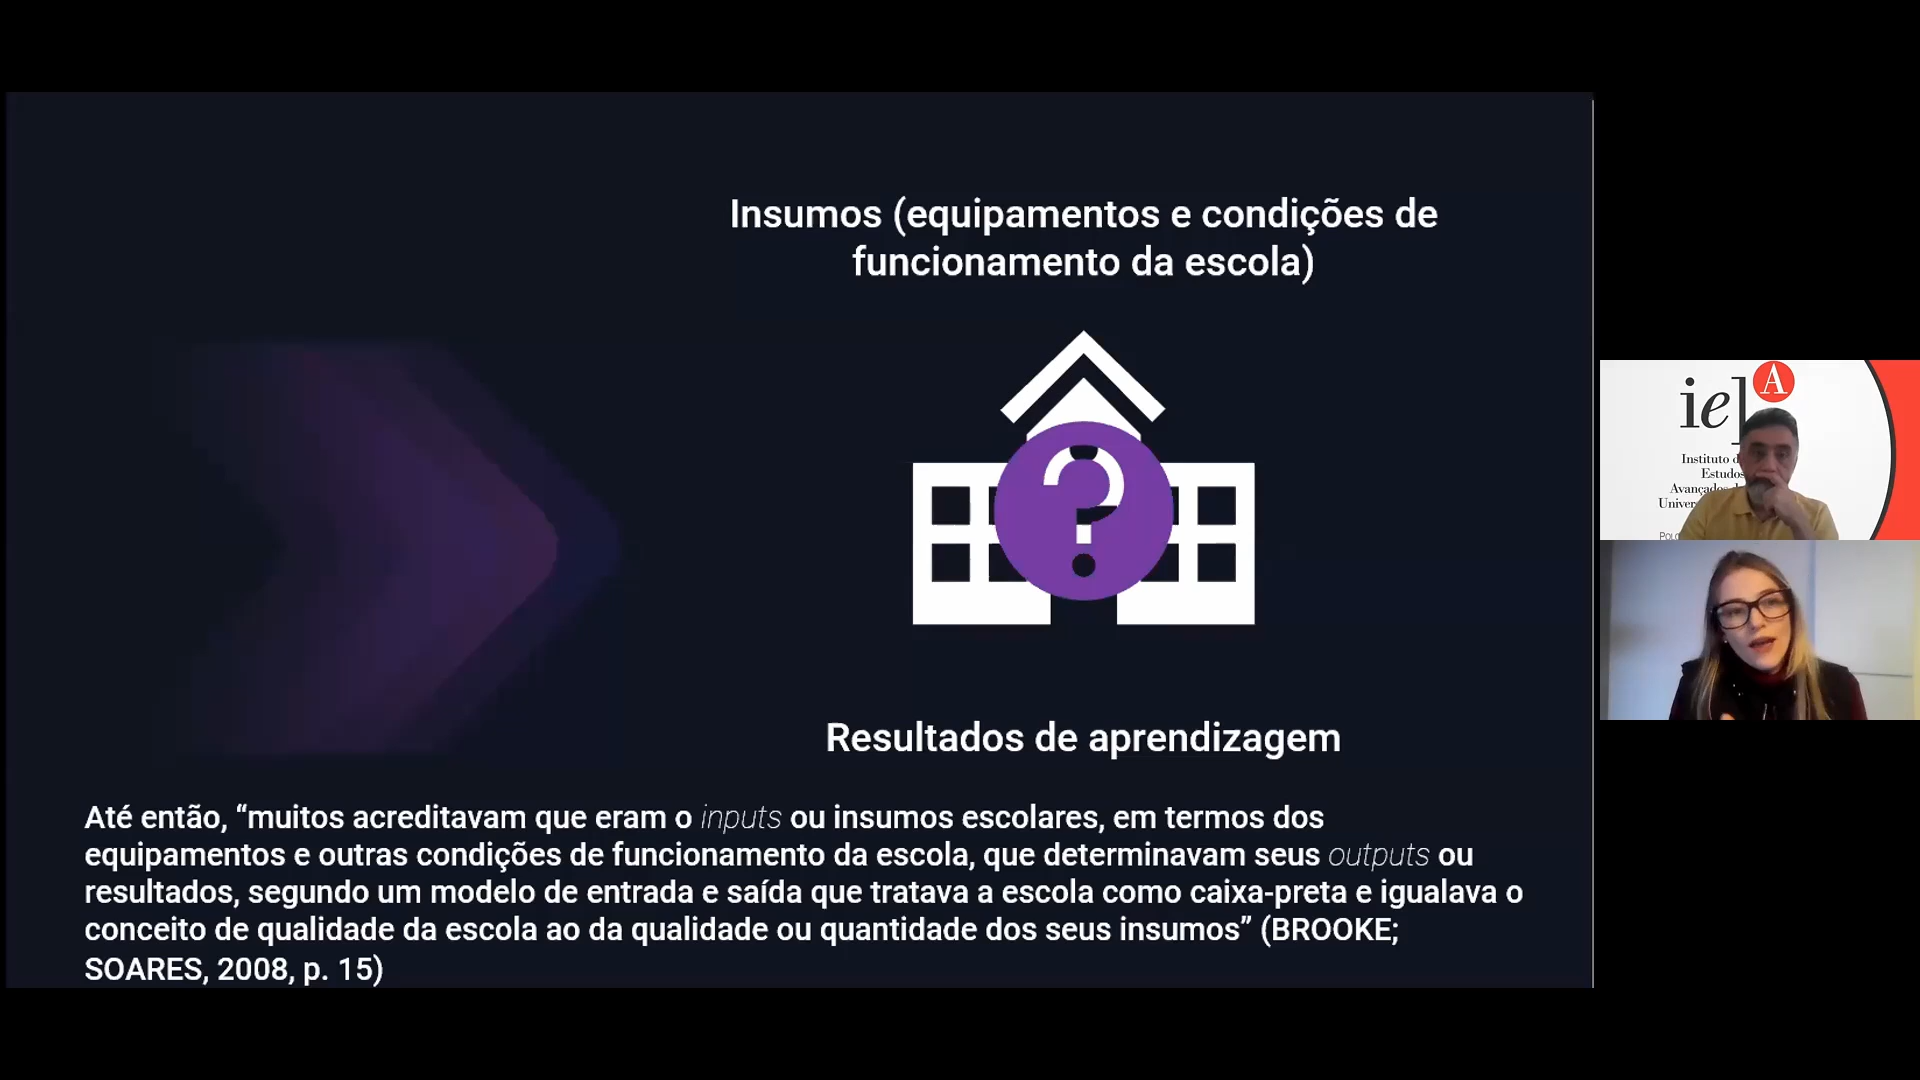 Insumos (equipamentos e condições de
funcionamento da escola)
?
Resultados de aprendizagem
Até então, “muitos acreditavam que eram o inputs ou insumos escolares, em termos dos
equipamentos e outras condições de funcionamento da escola, que determinavam seus outputs ou
resultados, segundo um modelo de entrada e saída que tratava a escola como caixa-preta e igualava o
conceito de qualidade da escola ao da qualidade ou quantidade dos seus insumos” (BROOKE;
SOARES, 2008, p. 15)
ie
A
Instituto
Estudos
Avançados